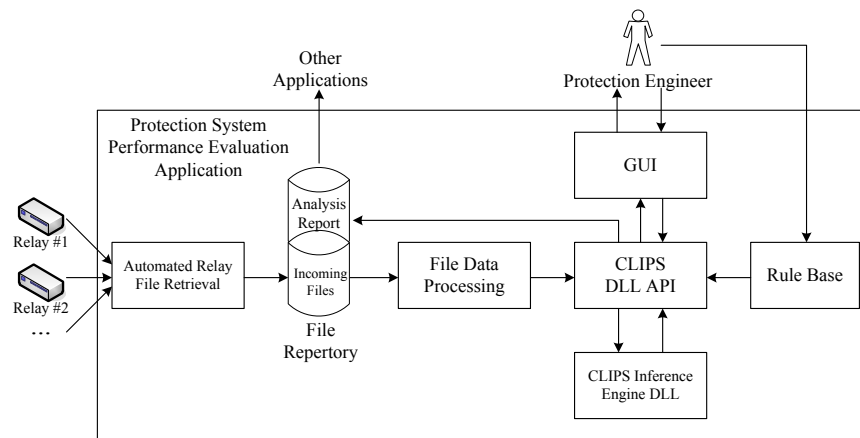 Other
Applications
Protection Engineer
Protection System
Performance Evaluation
Application
GUI
Analysis
Report
Relay #1
Automated Relay
File Retrieval
Incoming
Files
File Data
Processing
CLIPS
DLL API
Rule Base
Relay #2
...
File
Repertory
CLIPS Inference
Engine DLL